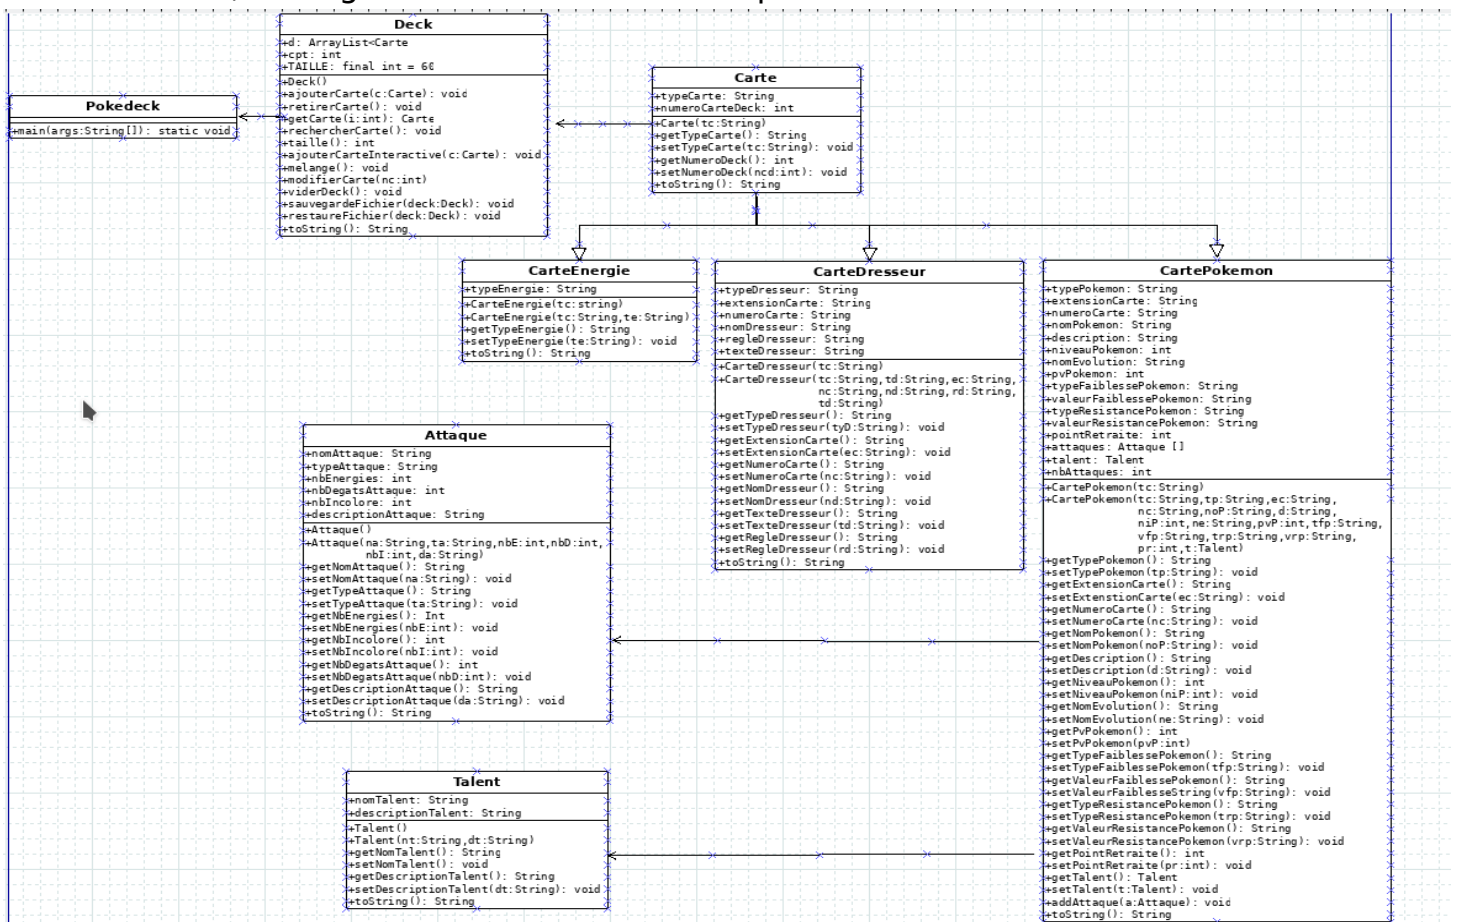 Deck
+d: ArrayList<Carte
+cpt: int
+TAILLE: final int = 60
+Deck()
+ajouterCarte(c:Carte): void
+retirerCarte(): void
+getCarte(i:int): Carte
+rechercherCarte(): void
+taille(): int
+ajouterCarteInteractive(c:Carte): void
+melange(): void
+modifierCarte(nc:int)
+viderDeck(): void
+sauvegardeFichier(deck:Deck): void
+restaureFichier(deck:Deck): void
+toString(): String
Pokedeck
+main(args:String[]): static void
Carte
+typeCarte: String
+numeroCarteDeck: int
+Carte(tc:String)
+getTypeCarte(): String
+setTypeCarte(tc:String): void
+getNumeroDeck(): int
+setNumeroDeck(ncd:int): void
+toString(): String
CarteEnergie
+typeEnergie: String
+CarteEnergie(tc:string)
+CarteEnergie(tc:String,te:String)
+getTypeEnergie(): String
+setTypeEnergie(te:String): void
+toString(): String
CarteDresseur
+typeDresseur: String
+extensionCarte: String
+numeroCarte: String
+nomDresseur: String
+regleDresseur: String
+texteDresseur: String
+CarteDresseur(tc:String)
+CarteDresseur(tc:String,td:String,ec:String,
nc:String,nd:String,rd:String,
td:String)
+getTypeDresseur(): String
+setTypeDresseur(tyD:String): void
+getExtensionCarte(): String
+setExtensionCarte(ec:String): void
+getNumeroCarte(): String
+setNumeroCarte(nc:String): void
+getNomDresseur(): String
+setNomDresseur(nd:String): void
+getTexteDresseur(): String
+setTexteDresseur(td:String): void
+getRegleDresseur(): String
+setRegleDresseur(rd:String): void
+toString(): String
CartePokemon
+typePokemon: String
+extensionCarte: String
+numeroCarte: String
+nomPokemon: String
+description: String
+niveauPokemon: int
+nomEvolution: String
+pvPokemon: int
+typeFaiblessePokemon: String
+valeurFaiblessePokemon: String
+typeResistancePokemon: String
+valeurResistancePokemon: String
+pointRetraite: int
+attaques: Attaque []
+talent: Talent
+nbAttaques: int
+CartePokemon(tc:String)
+CartePokemon(tc:String,tp:String,ec:String,
nc:String,noP:String,d:String,
niP:int,ne:String,pvP:int,tfp:String,
vfp:String,trp:String,vrp:String,
pr:int,t:Talent)
+getTypePokemon(): String
+setTypePokemon(tp:String): void
+getExtensionCarte(): String
+setExtenstionCarte(ec:String): void
+getNumeroCarte(): String
+setNumeroCarte(nc:String): void
+getNomPokemon(): String
+setNomPokemon(noP:String): void
+getDescription(): String
+setDescription(d:String): void
+getNiveauPokemon(): int
+setNiveauPokemon(niP:int): void
+getNomEvolution(): String
+setNomEvolution(ne:String): void
+getPvPokemon(): int
+setPvPokemon(pvP:int)
+getTypeFaiblessePokemon(): String
+setTypeFaiblessePokemon(tfp:String): void
+getValeurFaiblessePokemon(): String
+setValeurFaiblesseString(vfp:String): void
+getTypeResistancePokemon(): String
+setTypeResistancePokemon(trp:String): void
+getValeurResistancePokemon(): String
+setValeurResistancePokemon(vrp:String): void
+getPointRetraite(): int
+setPointRetraite(pr:int): void
+getTalent(): Talent
+setTalent(t:Talent): void
+addAttaque(a:Attaque): void
+toString(): String
Attaque
+nomAttaque: String
+typeAttaque: String
+nbEnergies: int
+nbDegatsAttaque: int
+nbIncolore: int
+descriptionAttaque: String
+Attaque()
+Attaque(na:String,ta:String,nbE:int,nbD:int,
nbI:int,da:String)
+getNomAttaque(): String
+setNomAttaque(na:String): void
+getTypeAttaque(): String
+setTypeAttaque(ta:String): void
+getNbEnergies(): Int
+setNbEnergies(nbE:int): void
+getNbIncolore(): int
+setNbIncolore(nbI:int): void
+getNbDegatsAttaque(): int
+setNbDegatsAttaque(nbD:int): void
+getDescriptionAttaque(): String
+setDescriptionAttaque(da:String): void
+toString(): String
Talent
+nomTalent: String
+descriptionTalent: String
+Talent()
+Talent(nt:String,dt:String)
+getNomTalent(): String
+setNomTalent(): void
+getDescriptionTalent(): String
+setDescriptionTalent(dt:String): void
+toString(): String